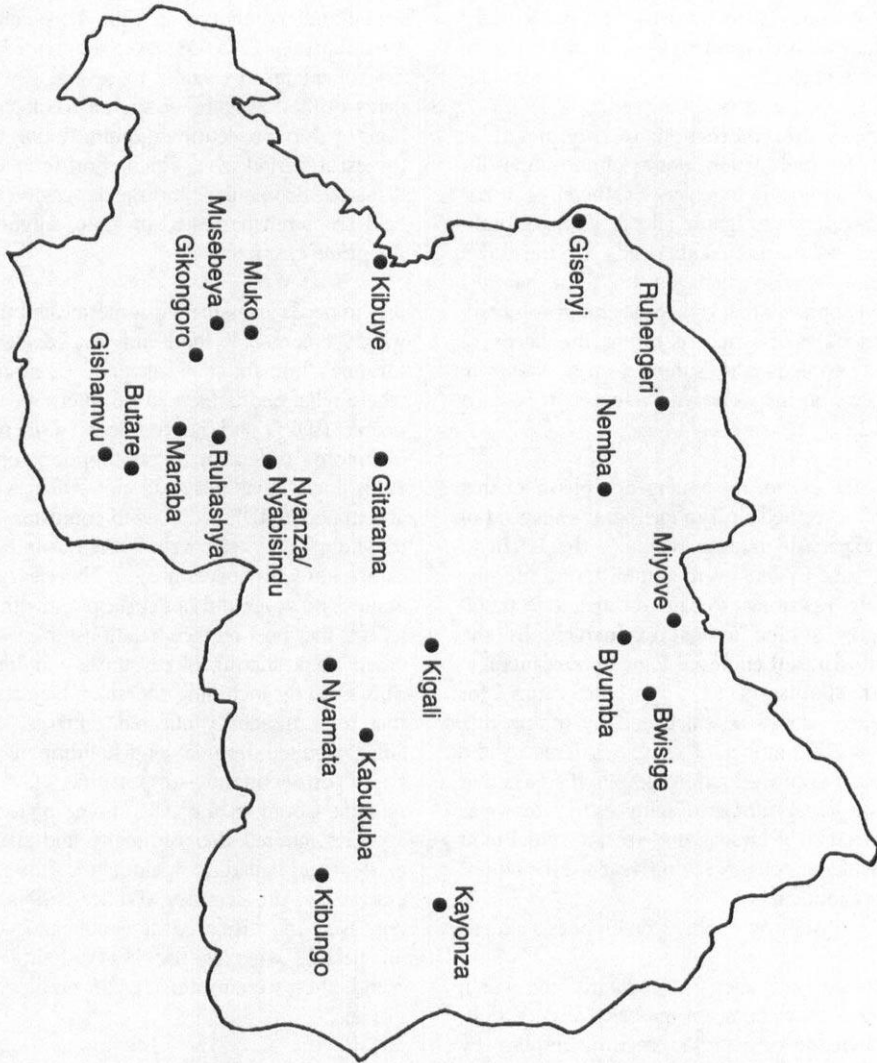 Ruhengeri
Gisenyi
Nemba
Miyove
Byumba
Bwisige
Kibuye
Gitarama
Kigali
Kayonza
Muko
Musebeya
Gikongoro
Nyanza/
Nyabisindu
Ruhashya
Maraba
Butare
Gishamvu
Nyamata
Kabukuba
Kibungo